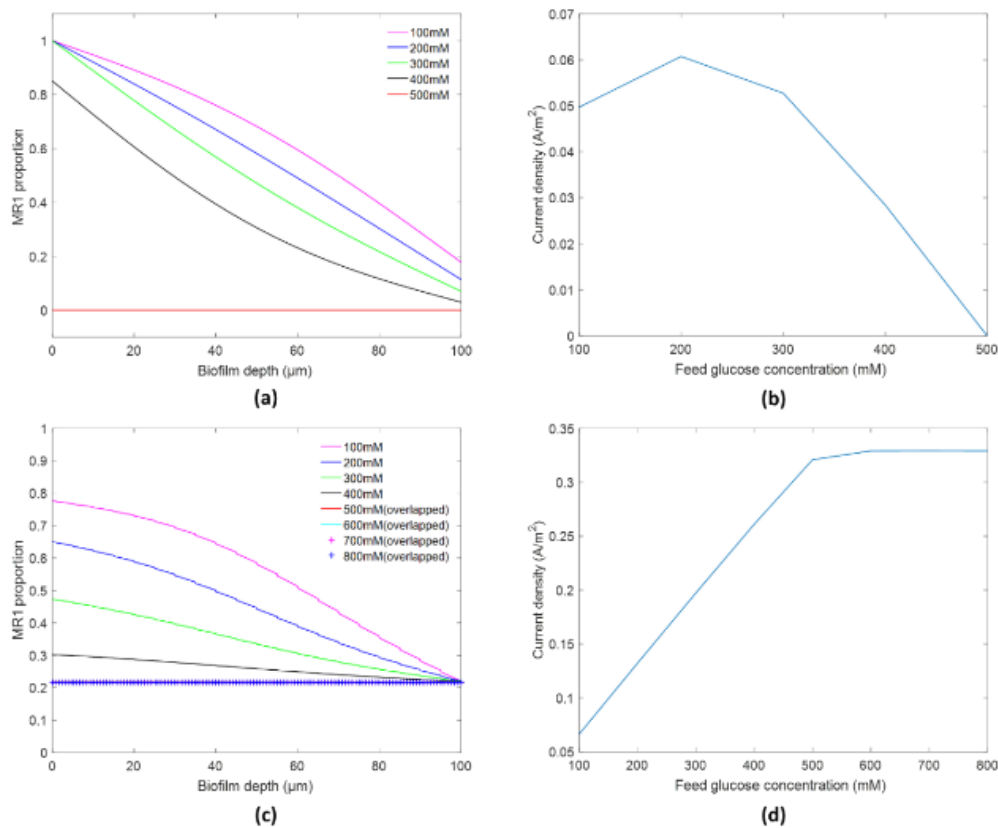 1
0.8
0.6
0.4
0.2
0
MR1 proportion
0 20 40 60 80 100
Biofilm depth (µm)
100mM
200mM
300mM
400mM
500mM
(a)
0.07
0.06
0.05
0.04
0.03
0.02
0.01
0
Current density (A/m²)
100 200 300 400 500
Feed glucose concentration (mM)
(b)
1
0.9
0.8
0.7
0.6
0.5
0.4
0.3
0.2
0.1
0
MR1 proportion
0 20 40 60 80 100
Biofilm depth (µm)
100mM
200mM
300mM
400mM
500mM(overlapped)
600mM(overlapped)
700mM(overlapped)
800mM(overlapped)
(c)
0.35
0.3
0.25
0.2
0.15
0.1
0.05
Current density (A/m²)
100 200 300 400 500 600 700 800
Feed glucose concentration (mM)
(d)